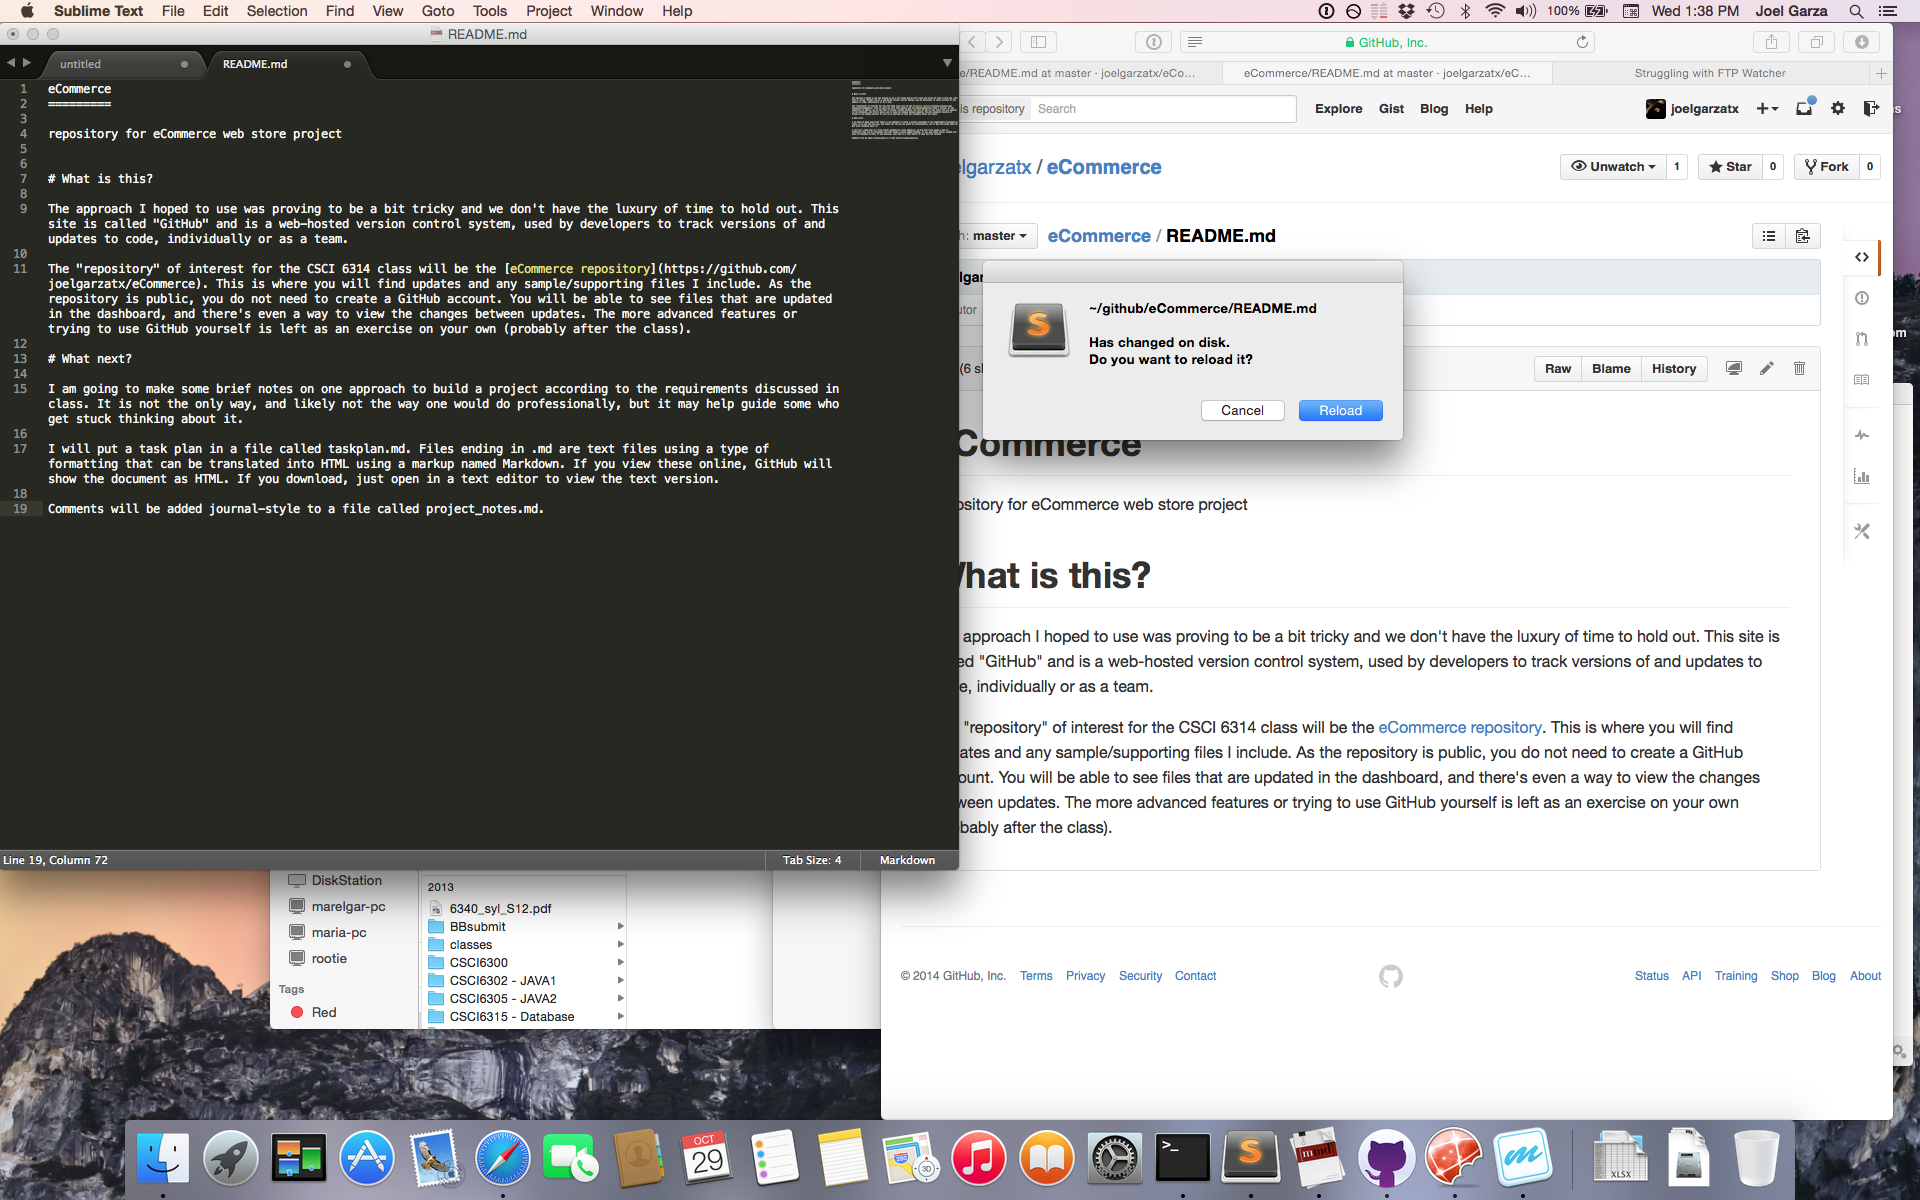 Sublime Text File Edit Selection Find View Goto Tools Project Window Help
100% Wed 1:38 PM Joel Garza
README.md
untitled
README.md
1 eCommerce
2 =========
3
4 repository for eCommerce web store project
5
6
7 # What is this?
8
9 The approach I hoped to use was proving to be a bit tricky and we don't have the luxury of time to hold out. This
site is called "GitHub" and is a web-hosted version control system, used by developers to track versions of and
updates to code, individually or as a team.
10
11 The "repository" of interest for the CSCI 6314 class will be the [eCommerce repository](https://github.com/
joelgarzatx/eCommerce). This is where you will find updates and any sample/supporting files I include. As the
repository is public, you do not need to create a GitHub account. You will be able to see files that are updated
in the dashboard, and there's even a way to view the changes between updates. The more advanced features or
trying to use GitHub yourself is left as an exercise on your own (probably after the class).
12
13 # What next?
14
15 I am going to make some brief notes on one approach to build a project according to the requirements discussed in
class. It is not the only way, and likely not the way one would do professionally, but it may help guide some who
get stuck thinking about it.
16
17 I will put a task plan in a file called taskplan.md. Files ending in .md are text files using a type of
formatting that can be translated into HTML using a markup named Markdown. If you view these online, GitHub will
show the document as HTML. If you download, just open in a text editor to view the text version.
18
19 Comments will be added journal-style to a file called project_notes.md.
Line 19, Column 72
Tab Size: 4 Markdown
GitHub, Inc.
e/README.md at master · joelgarzatx/eCo...
eCommerce/README.md at master · joelgarzatx/eC...
Struggling with FTP Watcher
is repository Search
Explore Gist Blog Help
joelgarzatx
elgarzatx / eCommerce
Unwatch 1 Star 0 Fork 0
h: master eCommerce / README.md
lgar
utor
~/github/eCommerce/README.md
Has changed on disk.
Do you want to reload it?
Cancel Reload
(6 sl
Raw Blame History
Commerce
ository for eCommerce web store project
hat is this?
approach I hoped to use was proving to be a bit tricky and we don't have the luxury of time to hold out. This site is
ed "GitHub" and is a web-hosted version control system, used by developers to track versions of and updates to
e, individually or as a team.
"repository" of interest for the CSCI 6314 class will be the eCommerce repository. This is where you will find
ates and any sample/supporting files I include. As the repository is public, you do not need to create a GitHub
ount. You will be able to see files that are updated in the dashboard, and there's even a way to view the changes
ween updates. The more advanced features or trying to use GitHub yourself is left as an exercise on your own
bably after the class).
© 2014 GitHub, Inc. Terms Privacy Security Contact
Status API Training Shop Blog About
om
DiskStation
marelgar-pc
maria-pc
rootie
Tags
Red
2013
6340_syl_S12.pdf
BBsubmit
classes
CSCI6300
CSCI6302 - JAVA1
CSCI6305 - JAVA2
CSCI6315 - Database
OCT
29
3D
XLSX